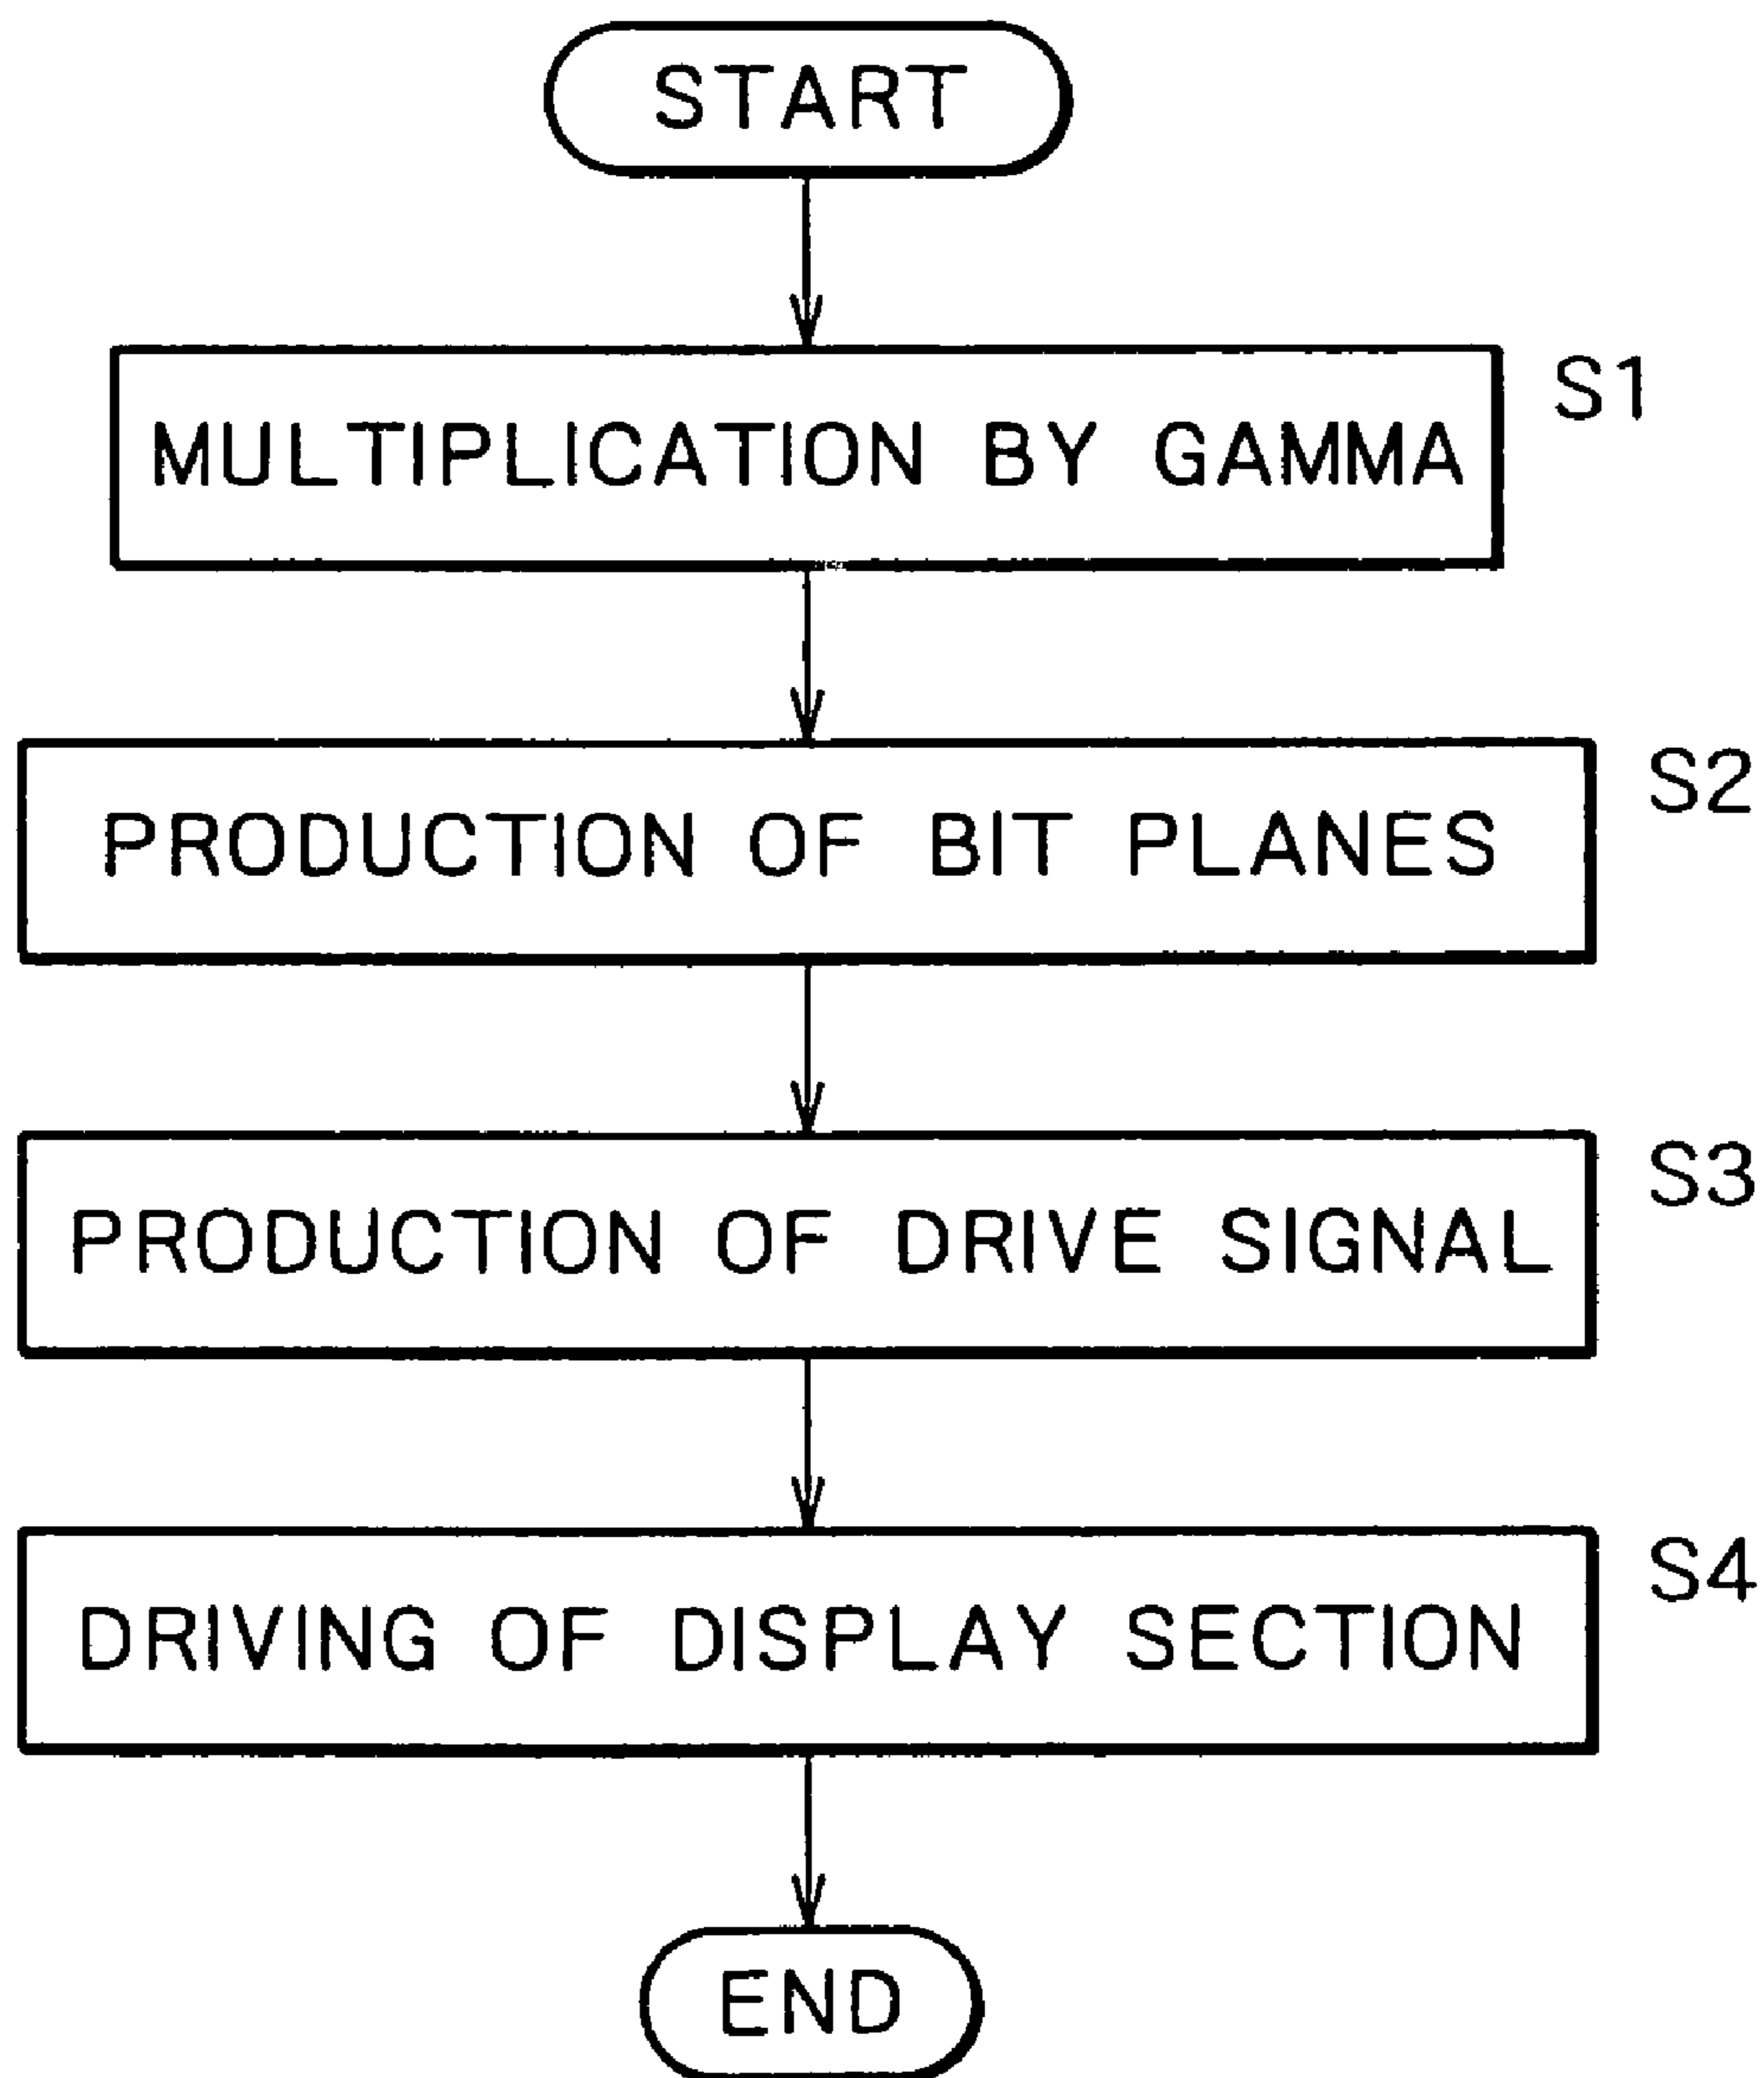 START
S1
MULTIPLICATION BY GAMMA
S2
PRODUCTION OF BIT PLANES
S3
PRODUCTION OF DRIVE SIGNAL
S4
DRIVING OF DISPLAY SECTION
END